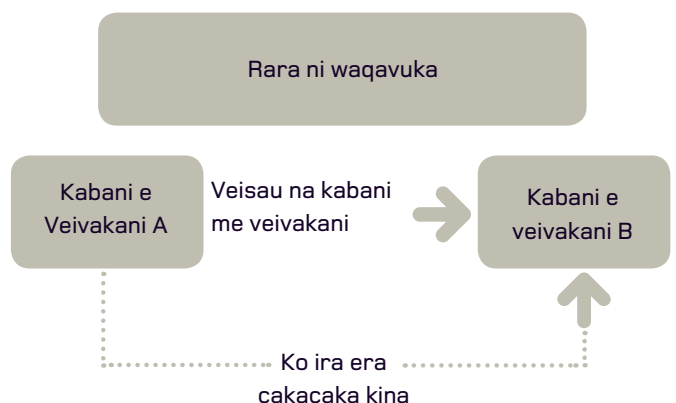 Rara ni waqavuka
Kabani e
Veivakani A
Veisau na kabani
me veivakani
Kabani e
veivakani B
Ko ira era
cakacaka kina